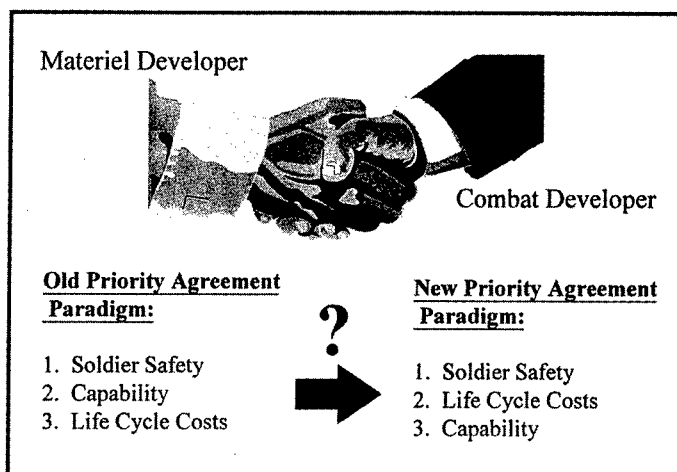 Materiel Developer
Combat Developer
Old Priority Agreement
Paradigm:
1. Soldier Safety
2. Capability
3. Life Cycle Costs
?
New Priority Agreement
Paradigm:
1. Soldier Safety
2. Life Cycle Costs
3. Capability